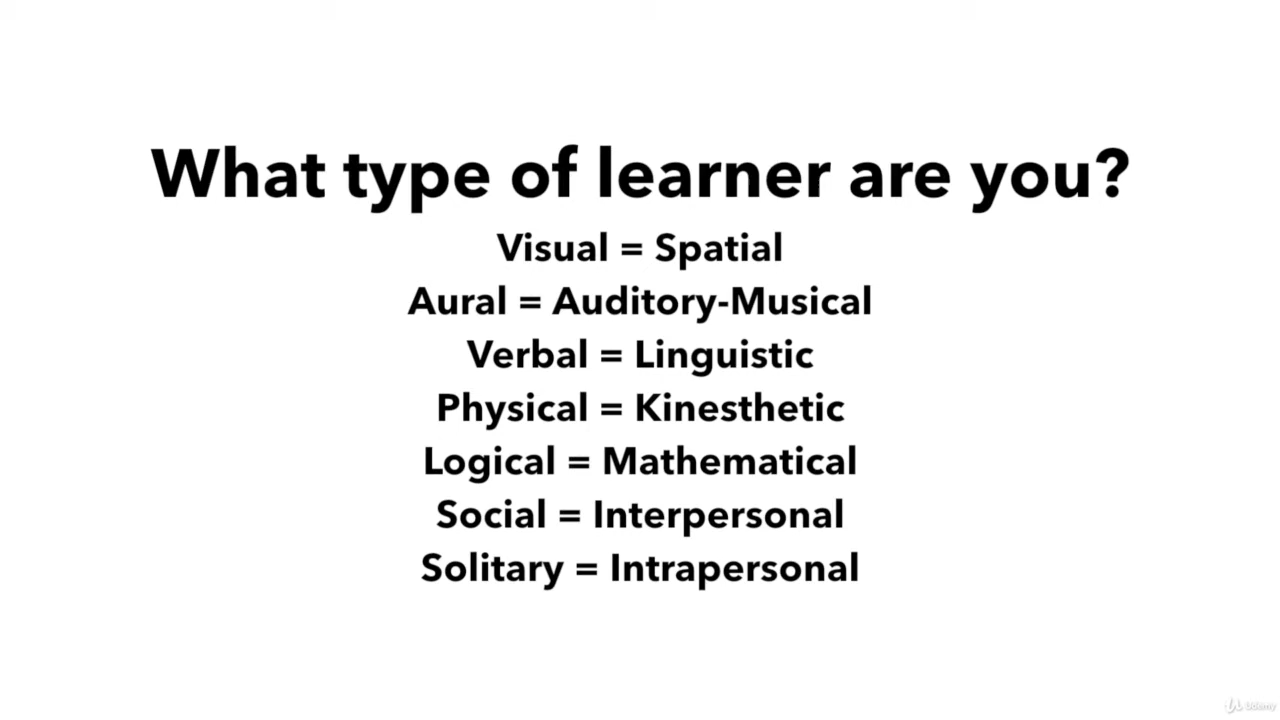 What type of learner are you?
Visual = Spatial
Aural = Auditory-Musical
Verbal = Linguistic
Physical = Kinesthetic
Logical = Mathematical
Social = Interpersonal
Solitary = Intrapersonal
Udemy